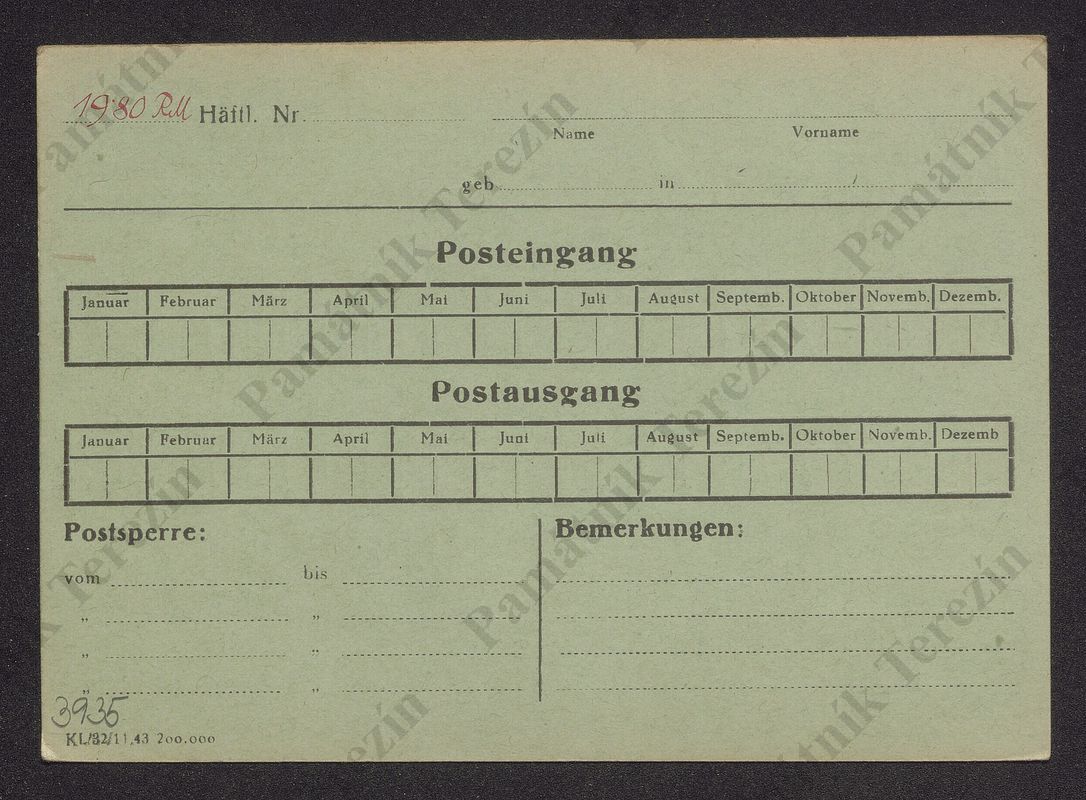 1980 RM Häftl. Nr.
Name Vorname
geb. in
Posteingang
Januar Februar März April Mai Juni Juli August Septemb. Oktober Novemb. Dezemb.
Postausgang
Januar Februar März April Mai Juni Juli August Septemb. Oktober Novemb. Dezemb
Postsperre: Bemerkungen:
vom bis
„ „
„ „
„ „
3935
KL/32/11.43 200.000
Památník Terezín